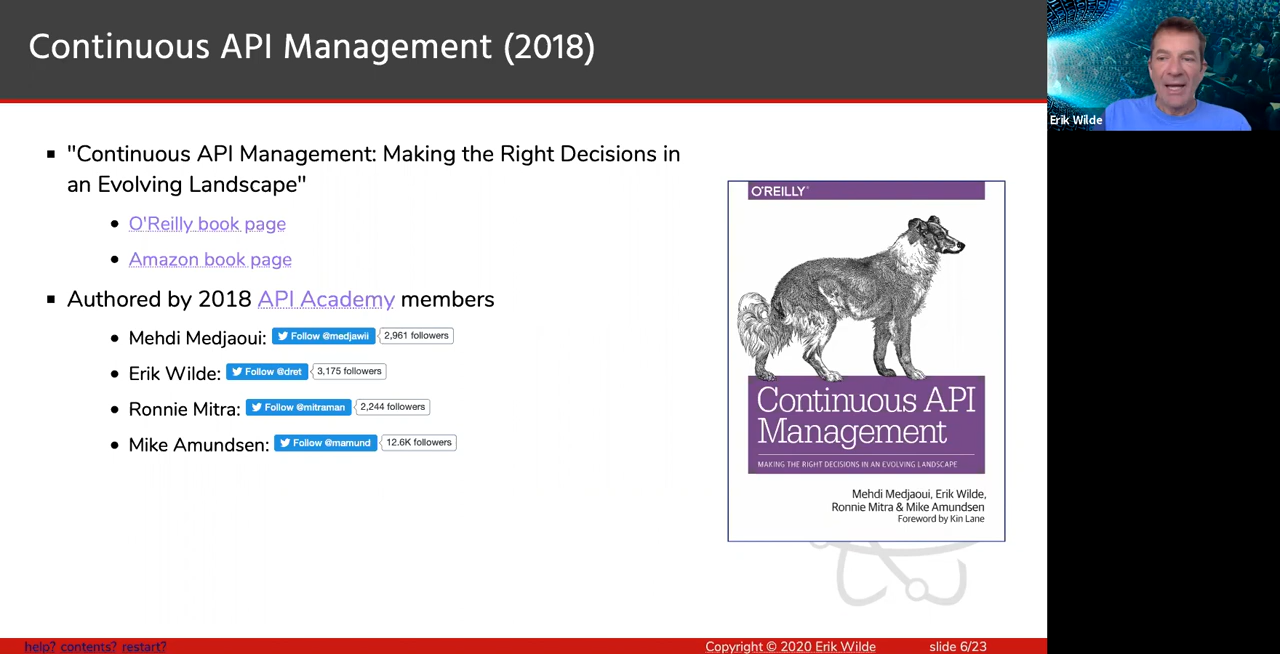 Continuous API Management (2018)
Erik Wilde
"Continuous API Management: Making the Right Decisions in
an Evolving Landscape"
O'Reilly book page
Amazon book page
Authored by 2018 API Academy members
Mehdi Medjaoui: Follow @medjawii 2,961 followers
Erik Wilde: Follow @dret 3,175 followers
Ronnie Mitra: Follow @mitraman 2,244 followers
Mike Amundsen: Follow @mamund 12.6K followers
O'REILLY®
Continuous API
Management
MAKING THE RIGHT DECISIONS IN AN EVOLVING LANDSCAPE
Mehdi Medjaoui, Erik Wilde,
Ronnie Mitra & Mike Amundsen
Foreword by Kin Lane
help? contents? restart?
Copyright © 2020 Erik Wilde
slide 6/23